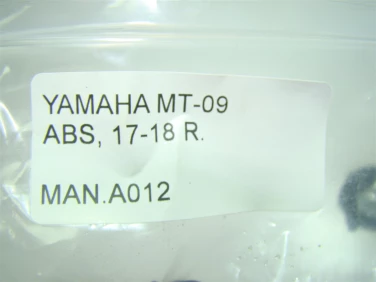 YAMAHA MT-09
ABS, 17-18 R.
MAN.A012